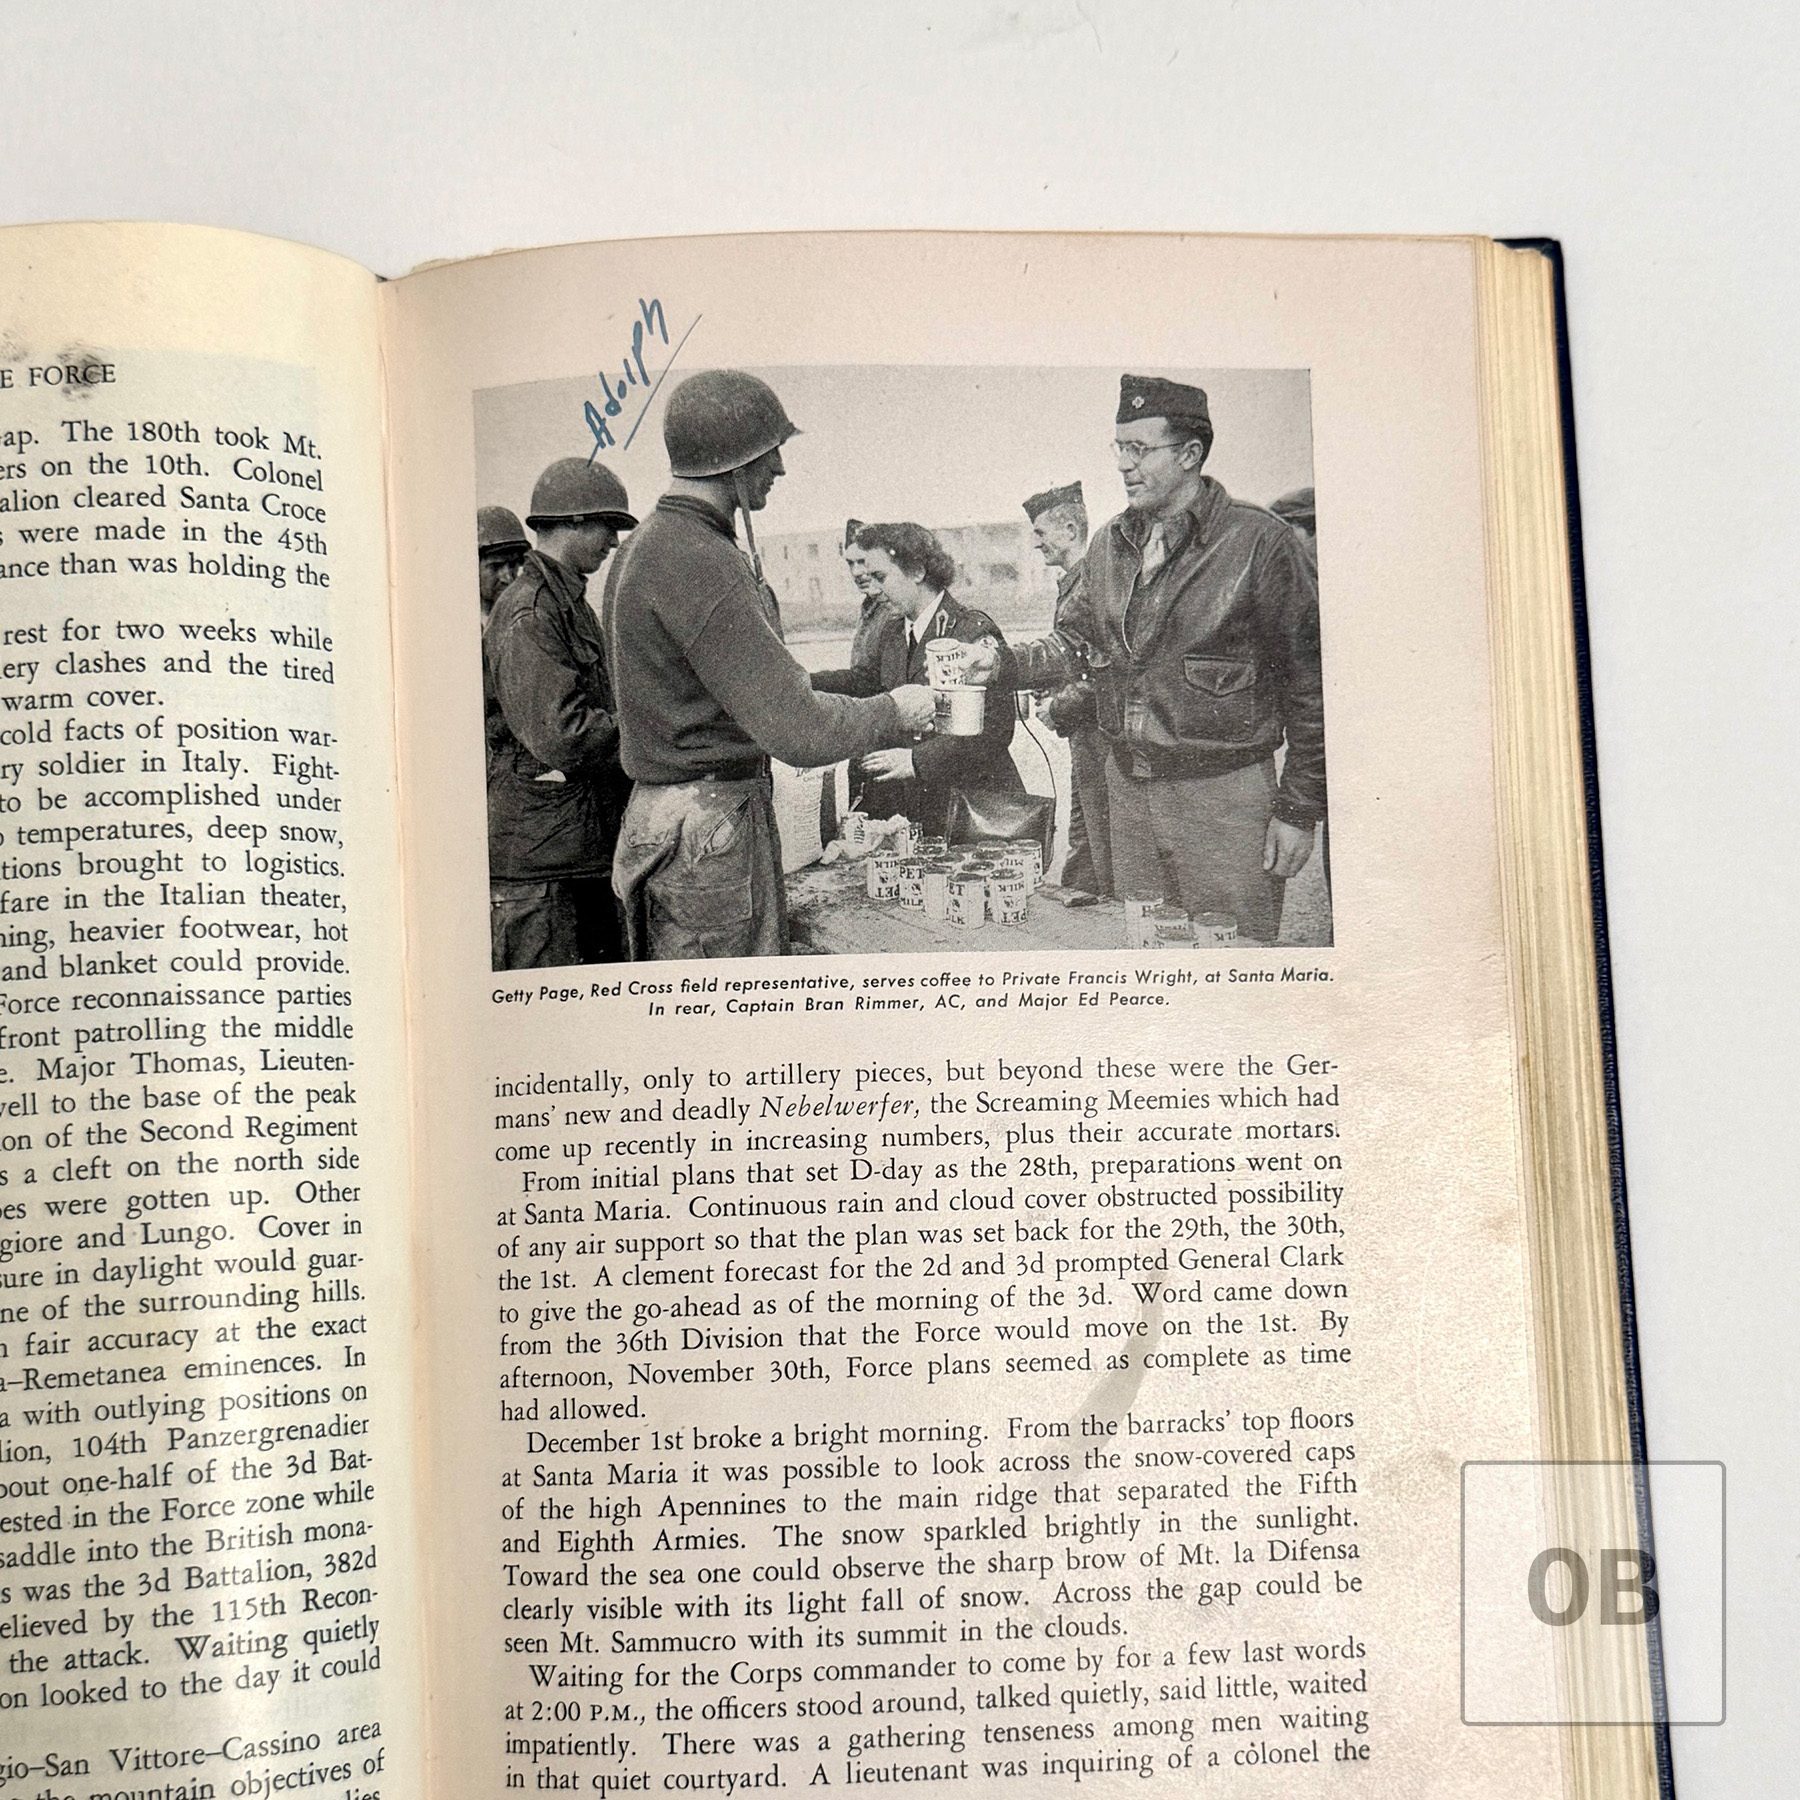 E FORCE
ap. The 180th took Mt.
ers on the 10th. Colonel
alion cleared Santa Croce
s were made in the 45th
ance than was holding the
rest for two weeks while
lery clashes and the tired
warm cover.
cold facts of position war-
ry soldier in Italy. Fight-
to be accomplished under
o temperatures, deep snow,
tions brought to logistics.
fare in the Italian theater,
ning, heavier footwear, hot
and blanket could provide.
Force reconnaissance parties
front patrolling the middle
e. Major Thomas, Lieuten-
vell to the base of the peak
ion of the Second Regiment
s a cleft on the north side
oes were gotten up. Other
giore and Lungo. Cover in
sure in daylight would guar-
ne of the surrounding hills.
h fair accuracy at the exact
a–Remetanea eminences. In
a with outlying positions on
lion, 104th Panzergrenadier
bout one-half of the 3d Bat-
ested in the Force zone while
saddle into the British mona-
s was the 3d Battalion, 382d
elieved by the 115th Recon-
the attack. Waiting quietly
on looked to the day it could
gio–San Vittore–Cassino area
the mountain objectives of
lies
Adolph
MILK
PET
MILK
PET
MILK
Getty Page, Red Cross field representative, serves coffee to Private Francis Wright, at Santa Maria.
In rear, Captain Bran Rimmer, AC, and Major Ed Pearce.
incidentally, only to artillery pieces, but beyond these were the Ger-
mans' new and deadly Nebelwerfer, the Screaming Meemies which had
come up recently in increasing numbers, plus their accurate mortars.
From initial plans that set D-day as the 28th, preparations went on
at Santa Maria. Continuous rain and cloud cover obstructed possibility
of any air support so that the plan was set back for the 29th, the 30th,
the 1st. A clement forecast for the 2d and 3d prompted General Clark
to give the go-ahead as of the morning of the 3d. Word came down
from the 36th Division that the Force would move on the 1st. By
afternoon, November 30th, Force plans seemed as complete as time
had allowed.
December 1st broke a bright morning. From the barracks' top floors
at Santa Maria it was possible to look across the snow-covered caps
of the high Apennines to the main ridge that separated the Fifth
and Eighth Armies. The snow sparkled brightly in the sunlight.
Toward the sea one could observe the sharp brow of Mt. la Difensa
clearly visible with its light fall of snow. Across the gap could be
seen Mt. Sammucro with its summit in the clouds.
Waiting for the Corps commander to come by for a few last words
at 2:00 P.M., the officers stood around, talked quietly, said little, waited
impatiently. There was a gathering tenseness among men waiting
in that quiet courtyard. A lieutenant was inquiring of a colonel the
OB